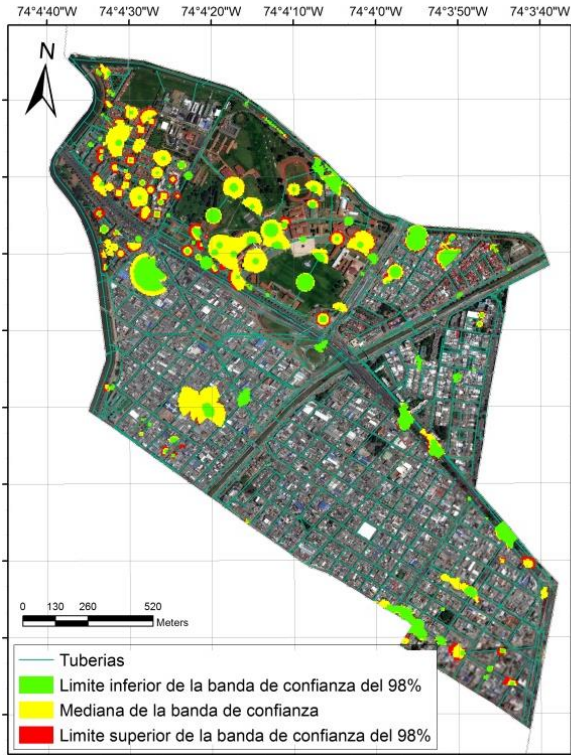 74°4'40"W 74°4'30"W 74°4'20"W 74°4'10"W 74°4'0"W 74°3'50"W 74°3'40"W
N
0 130 260 520
Meters
Tuberias
Limite inferior de la banda de confianza del 98%
Mediana de la banda de confianza
Limite superior de la banda de confianza del 98%